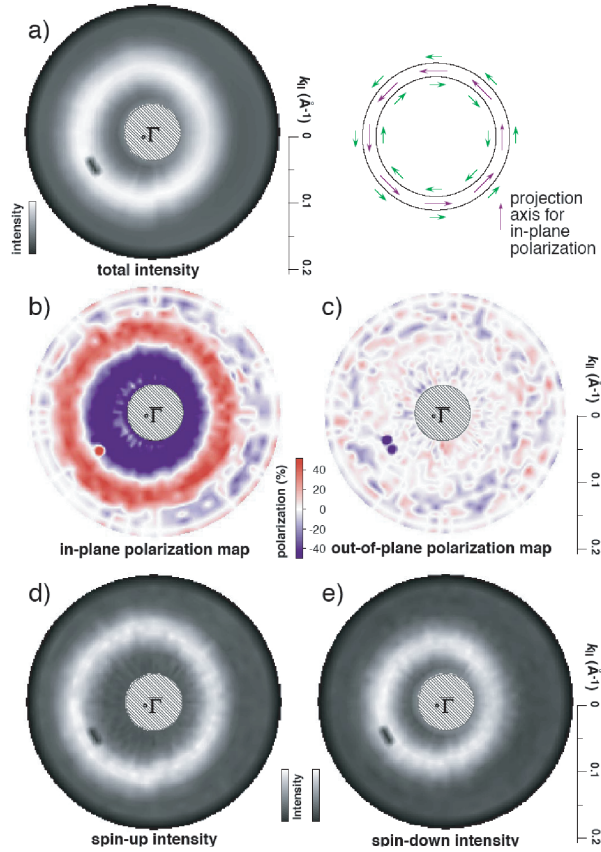 a)
Γ
k|| (Å-1)
0
0.1
0.2
intensity
total intensity
projection
axis for
in-plane
polarization
b)
Γ
in-plane polarization map
polarization (%)
40
20
0
-20
-40
c)
Γ
k|| (Å-1)
0
0.1
0.2
out-of-plane polarization map
d)
Γ
spin-up intensity
Intensity
e)
Γ
k|| (Å-1)
0
0.1
0.2
spin-down intensity